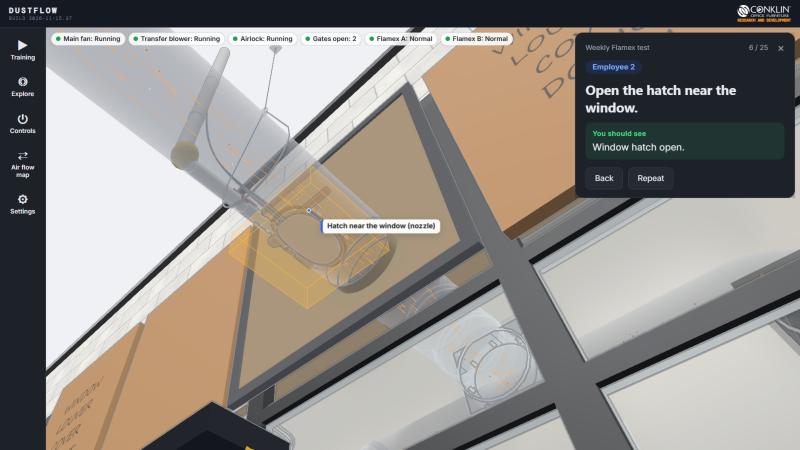 DUSTFLOW
BUILD 2026-11-15.27
CONKLIN
OFFICE FURNITURE
RESEARCH AND DEVELOPMENT
Main fan: Running
Transfer blower: Running
Airlock: Running
Gates open: 2
Flamex A: Normal
Flamex B: Normal
Training
Explore
Controls
Air flow
map
Settings
Weekly Flamex test
6 / 25
×
Employee 2
Open the hatch near the
window.
You should see
Window hatch open.
Back
Repeat
Hatch near the window (nozzle)
WINDOW
LOUVER